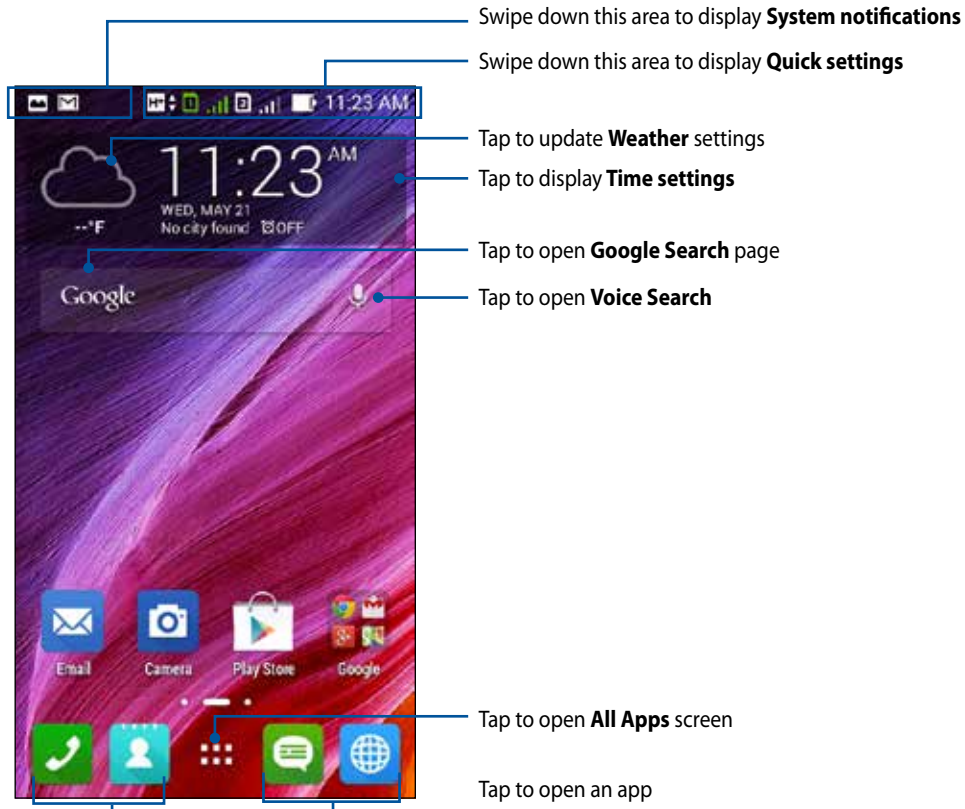 Swipe down this area to display System notifications
Swipe down this area to display Quick settings
H+ 1 2 11:23 AM
Tap to update Weather settings
11:23 AM
Tap to display Time settings
WED, MAY 21
--°F No city found OFF
Tap to open Google Search page
Google
Tap to open Voice Search
Email Camera Play Store Google
Tap to open All Apps screen
Tap to open an app